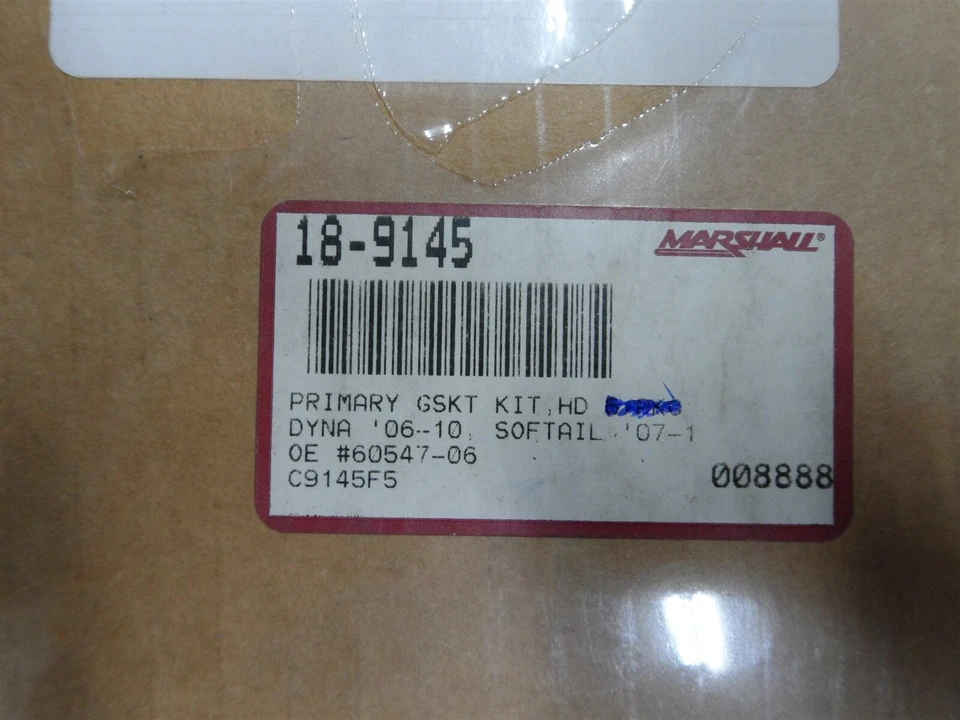 18-9145
MARSHALL®
PRIMARY GSKT KIT,HD
DYNA '06-10, SOFTAIL '07-1
OE #60547-06
C9145F5
008888